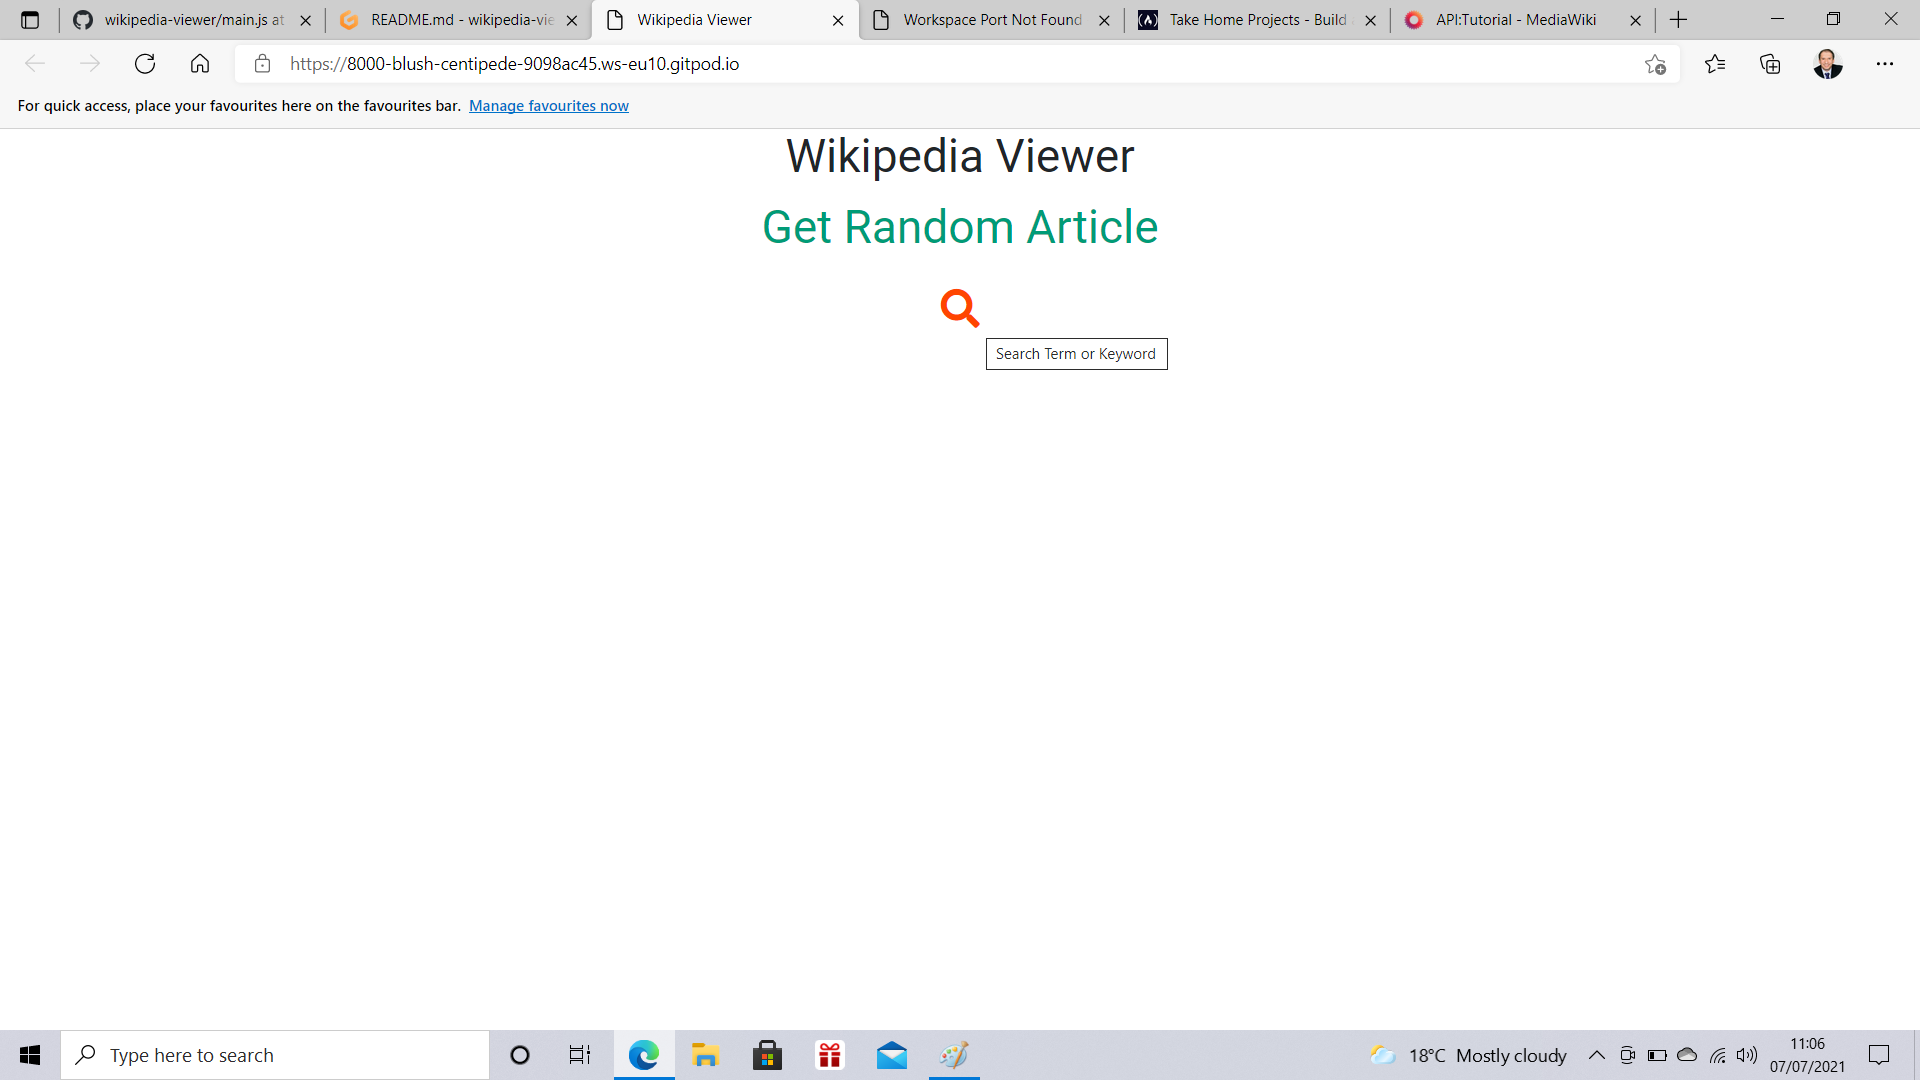 wikipedia-viewer/main.js at
README.md - wikipedia-vie
Wikipedia Viewer
Workspace Port Not Found
Take Home Projects - Build
API:Tutorial - MediaWiki
https://8000-blush-centipede-9098ac45.ws-eu10.gitpod.io
For quick access, place your favourites here on the favourites bar. Manage favourites now
Wikipedia Viewer
Get Random Article
Search Term or Keyword
Type here to search
18°C Mostly cloudy
11:06
07/07/2021